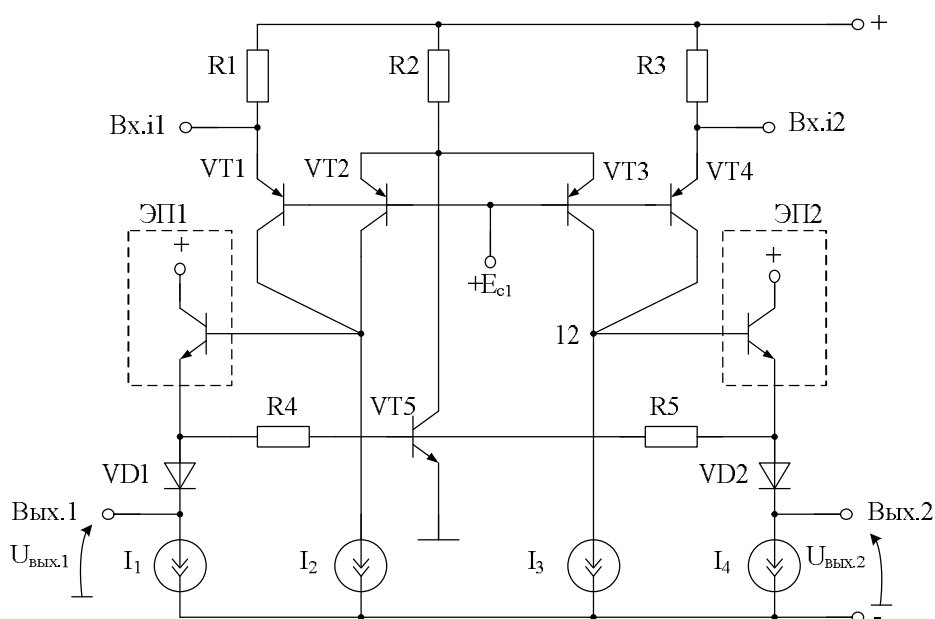 +
R1
R2
R3
Вх.i1
Вх.i2
VT1
VT2
VT3
VT4
ЭП1
ЭП2
+
+
+Ec1
12
R4
VT5
R5
VD1
VD2
Вых.1
Вых.2
Uвых.1
I1
I2
I3
I4
Uвых.2
-